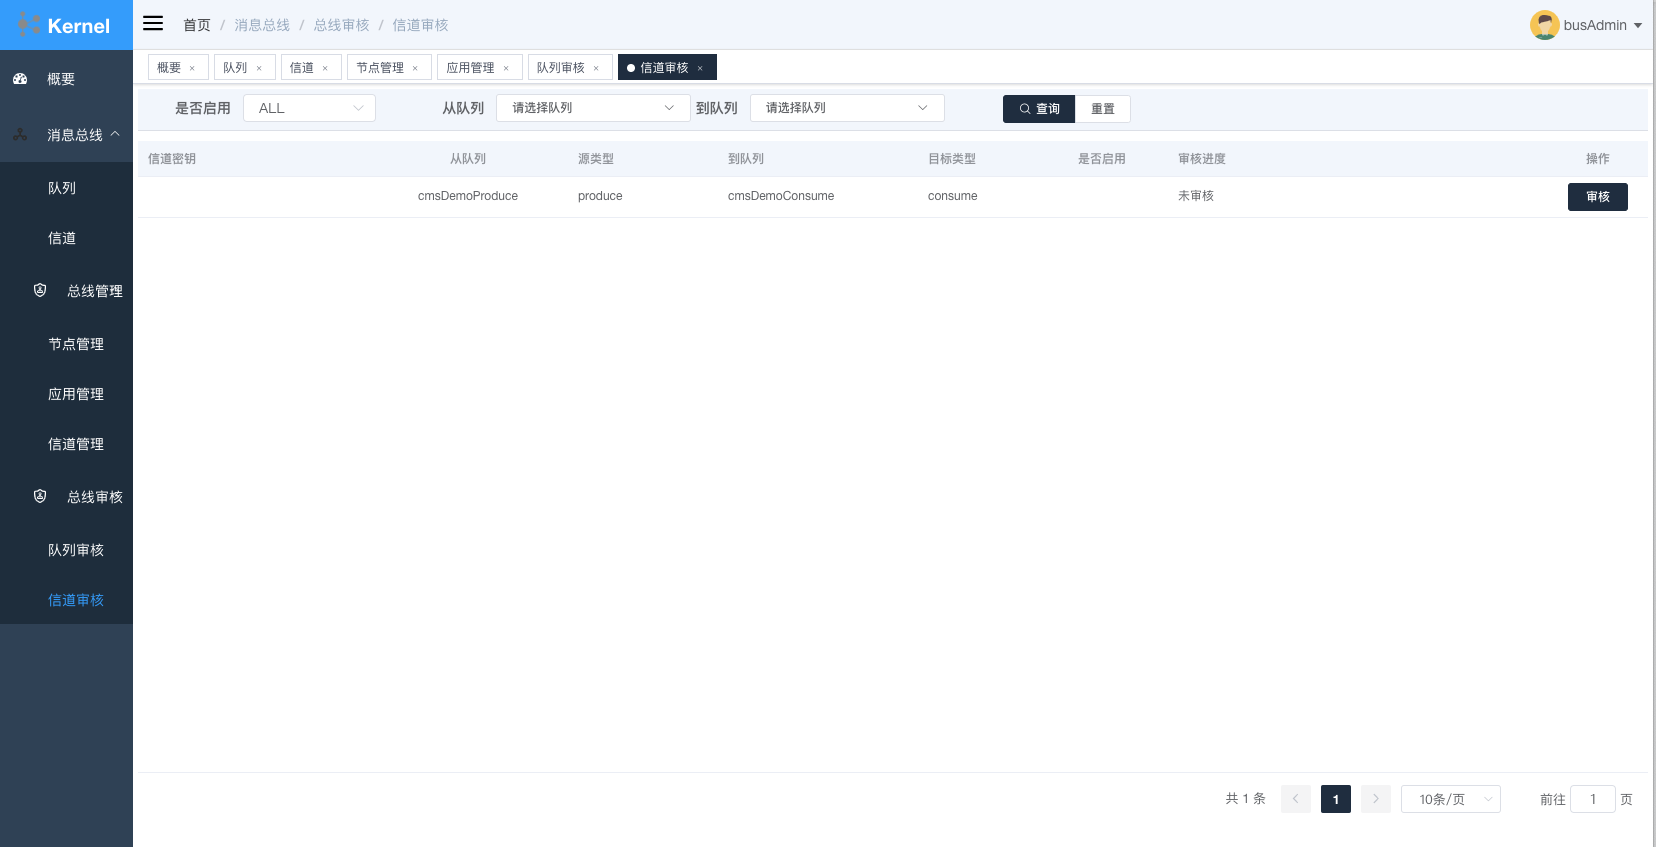 Kernel
首页 / 消息总线 / 总线审核 / 信道审核
busAdmin
概要 ×
队列 ×
信道 ×
节点管理 ×
应用管理 ×
队列审核 ×
信道审核 ×
概要
消息总线
队列
信道
总线管理
节点管理
应用管理
信道管理
总线审核
队列审核
信道审核
是否启用 ALL 从队列 请选择队列 到队列 请选择队列 查询 重置
信道密钥 从队列 源类型 到队列 目标类型 是否启用 审核进度 操作
cmsDemoProduce produce cmsDemoConsume consume 未审核 审核
共 1 条 1 10条/页 前往 1 页